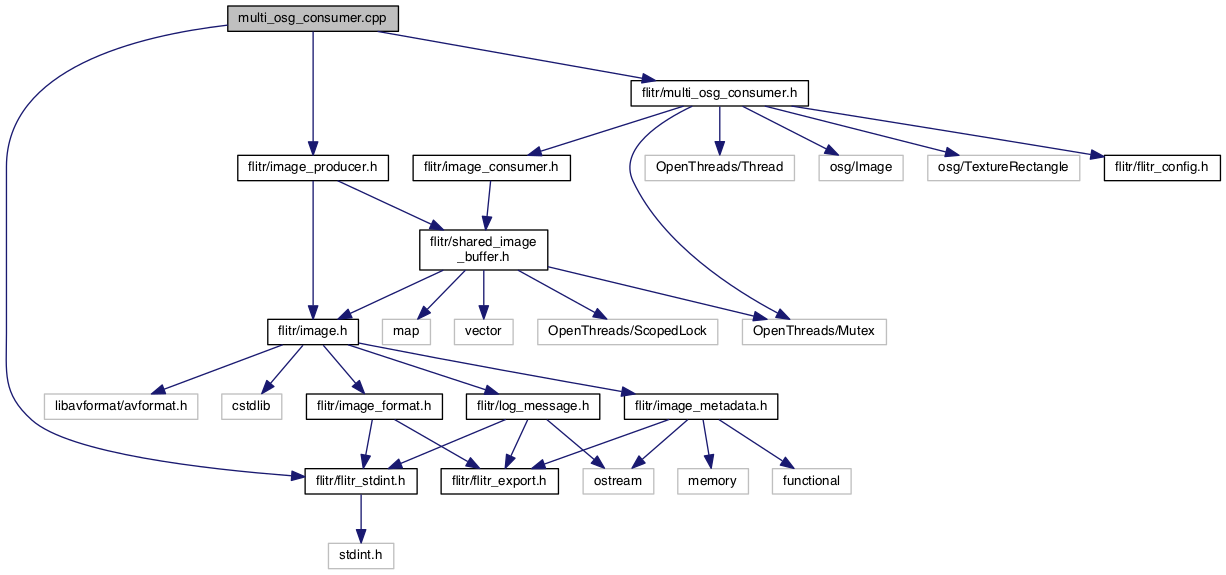 multi_osg_consumer.cpp
flitr/multi_osg_consumer.h
flitr/image_producer.h
flitr/image_consumer.h
OpenThreads/Thread
osg/Image
osg/TextureRectangle
flitr/flitr_config.h
flitr/shared_image
_buffer.h
flitr/image.h
map
vector
OpenThreads/ScopedLock
OpenThreads/Mutex
libavformat/avformat.h
cstdlib
flitr/image_format.h
flitr/log_message.h
flitr/image_metadata.h
flitr/flitr_stdint.h
flitr/flitr_export.h
ostream
memory
functional
stdint.h